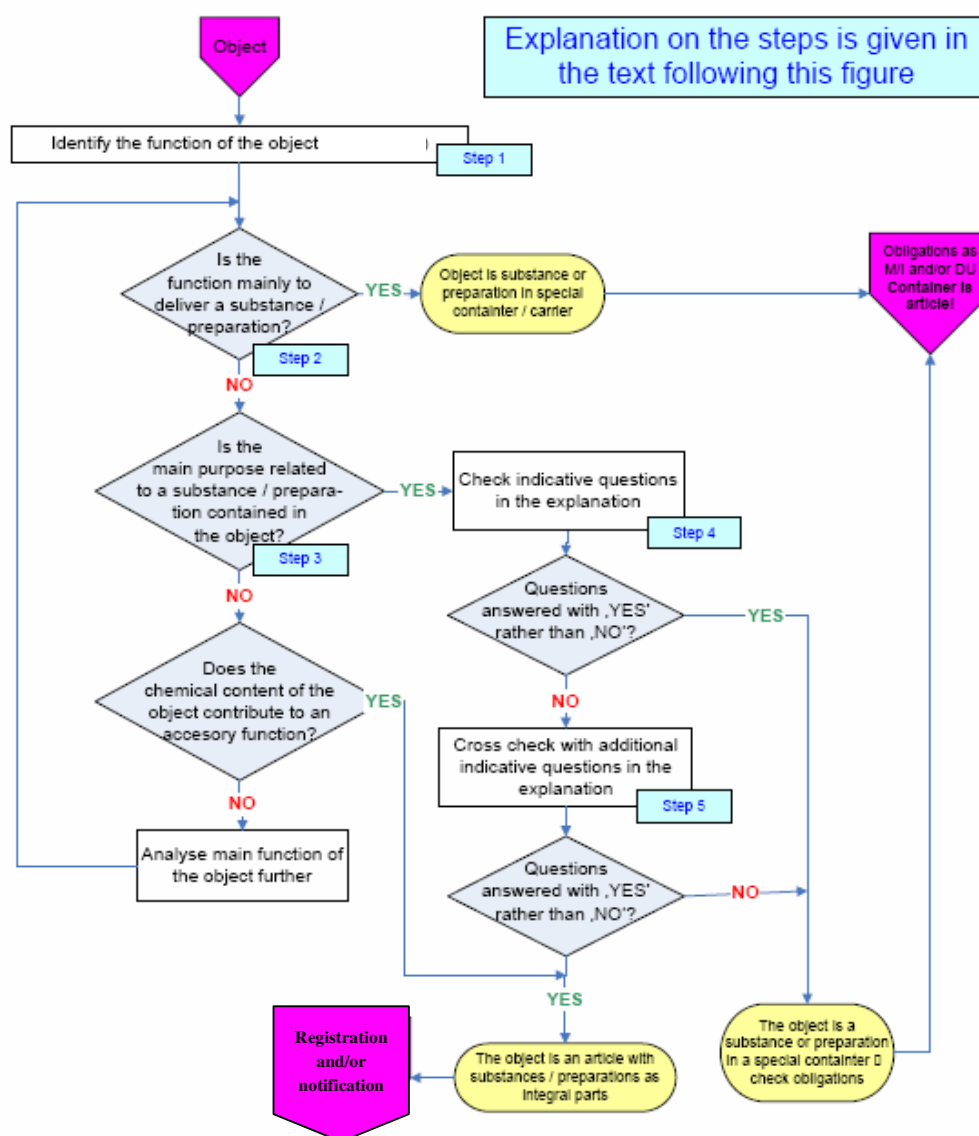 Object
Explanation on the steps is given in
the text following this figure
Identify the function of the object )
Step 1
Is the
function mainly to
deliver a substance /
preparation?
YES
Object is substance or
preparation in special
containter / carrier
Obligations as
M/I and/or DU
Container is
article!
Step 2
NO
Is the
main purpose related
to a substance / prepara-
tion contained in
the object?
YES
Check indicative questions
in the explanation
Step 3
Step 4
NO
Questions
answered with ‚YES'
rather than ‚NO'?
YES
Does the
chemical content of the
object contribute to an
accesory function?
YES
NO
Cross check with additional
indicative questions in the
explanation
Step 5
NO
Analyse main function of
the object further
Questions
answered with ‚YES'
rather than ‚NO'?
NO
YES
Registration
and/or
notification
The object is an article with
substances / preparations as
integral parts
The object is a
substance or preparation
in a special containter
check obligations